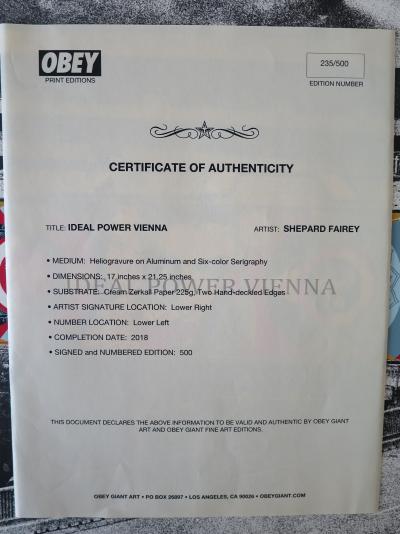 OBEY
PRINT EDITIONS
235/500
EDITION NUMBER
CERTIFICATE OF AUTHENTICITY
TITLE: IDEAL POWER VIENNA
ARTIST: SHEPARD FAIREY
• MEDIUM: Heliogravure on Aluminum and Six-color Serigraphy
• DIMENSIONS: 17 inches x 21.25 inches
• SUBSTRATE: Cream Zerkall Paper 225g, Two Hand-deckled Edges
IDEAL POWER VIENNA
• ARTIST SIGNATURE LOCATION: Lower Right
• NUMBER LOCATION: Lower Left
• COMPLETION DATE: 2018
• SIGNED and NUMBERED EDITION: 500
THIS DOCUMENT DECLARES THE ABOVE INFORMATION TO BE VALID AND AUTHENTIC BY OBEY GIANT
ART AND OBEY GIANT FINE ART EDITIONS.
OBEY GIANT ART • PO BOX 26897 • LOS ANGELES, CA 90026 • OBEYGIANT.COM